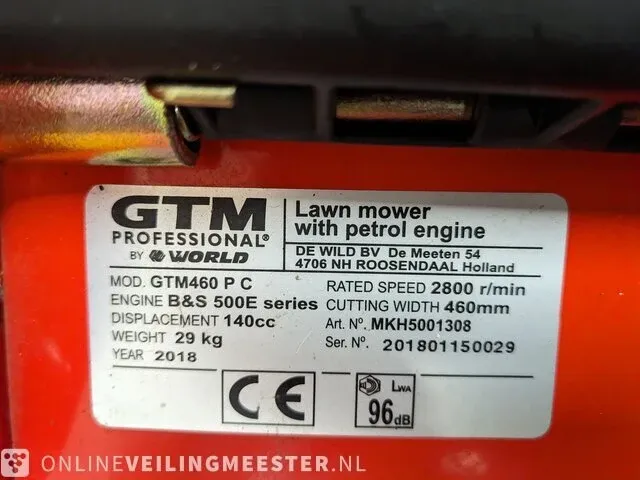 GTM
PROFESSIONAL®
BY WORLD
Lawn mower
with petrol engine
DE WILD BV De Meeten 54
4706 NH ROOSENDAAL Holland
MOD. GTM460 P C
ENGINE B&S 500E series
DISPLACEMENT 140cc
WEIGHT 29 kg
YEAR 2018
RATED SPEED 2800 r/min
CUTTING WIDTH 460mm
Art. Nº. MKH5001308
Ser. Nº. 201801150029
CE
LWA
96dB
ONLINEVEILINGMEESTER.NL